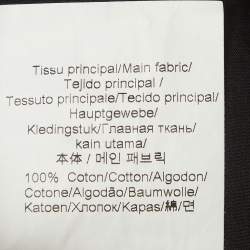 Tissu principal/Main fabric/
Tejido principal /
Tessuto principale/Tecido principal/
Hauptgewebe/
Kledingstuk/Главная ткань/
kain utama/
本体 / 메인 패브릭
100% Coton/Cotton/Algodon/
Cotone/Algodão/Baumwolle/
Katoen/Хлопок/Kapas/綿/면